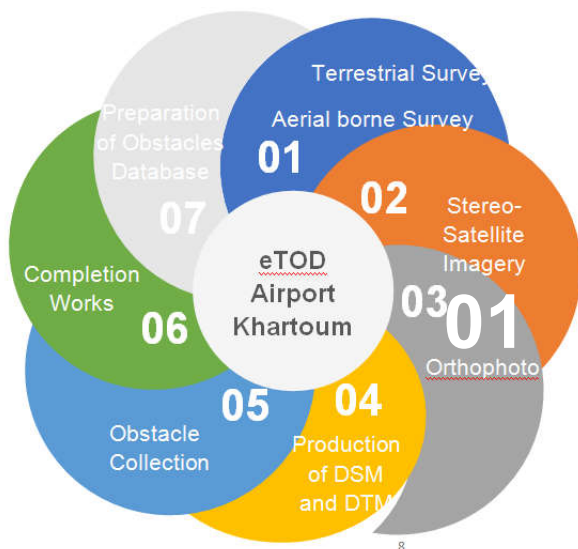 Terrestrial Survey
Aerial borne Survey
01
02
Stereo-
Satellite
Imagery
03
01
Orthophoto
04
Production
of DSM
and DTM
05
Obstacle
Collection
06
Completion
Works
07
Preparation
of Obstacles
Database
eTOD
Airport
Khartoum
8